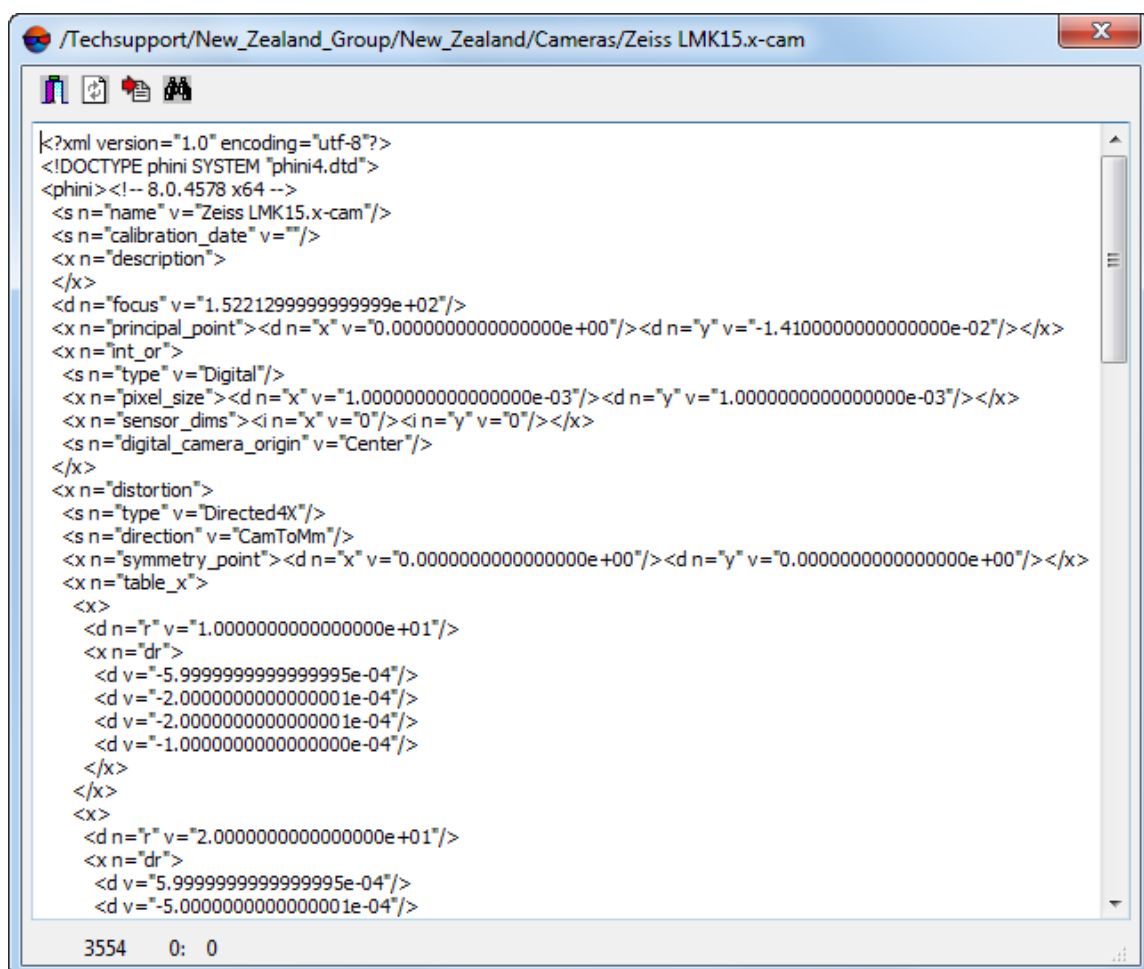 /Techsupport/New_Zealand_Group/New_Zealand/Cameras/Zeiss LMK15.x-cam
<?xml version="1.0" encoding="utf-8"?>
<!DOCTYPE phini SYSTEM "phini4.dtd">
<phini><!-- 8.0.4578 x64 -->
<s n="name" v="Zeiss LMK15.x-cam"/>
<s n="calibration_date" v=""/>
<x n="description">
</x>
<d n="focus" v="1.5221299999999999e+02"/>
<x n="principal_point"><d n="x" v="0.0000000000000000e+00"/><d n="y" v="-1.4100000000000000e-02"/></x>
<x n="int_or">
<s n="type" v="Digital"/>
<x n="pixel_size"><d n="x" v="1.0000000000000000e-03"/><d n="y" v="1.0000000000000000e-03"/></x>
<x n="sensor_dims"><i n="x" v="0"/><i n="y" v="0"/></x>
<s n="digital_camera_origin" v="Center"/>
</x>
<x n="distortion">
<s n="type" v="Directed4X"/>
<s n="direction" v="CamToMm"/>
<x n="symmetry_point"><d n="x" v="0.0000000000000000e+00"/><d n="y" v="0.0000000000000000e+00"/></x>
<x n="table_x">
<x>
<d n="r" v="1.0000000000000000e+01"/>
<x n="dr">
<d v="-5.9999999999999995e-04"/>
<d v="-2.0000000000000001e-04"/>
<d v="-2.0000000000000001e-04"/>
<d v="-1.0000000000000000e-04"/>
</x>
</x>
<x>
<d n="r" v="2.0000000000000000e+01"/>
<x n="dr">
<d v="5.9999999999999995e-04"/>
<d v="-5.0000000000000001e-04"/>
3554 0: 0